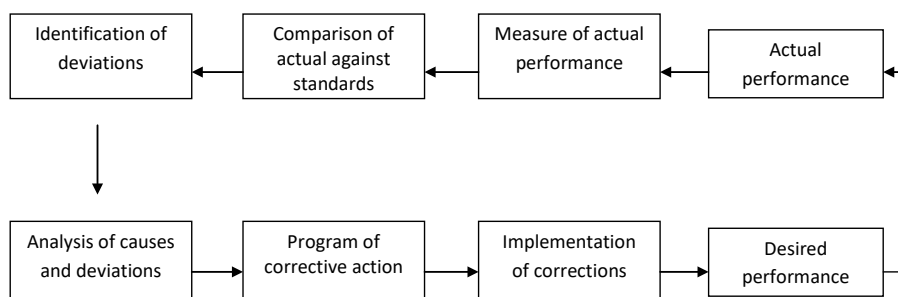 Identification of
deviations
Comparison of
actual against
standards
Measure of actual
performance
Actual
performance
Analysis of causes
and deviations
Program of
corrective action
Implementation
of corrections
Desired
performance